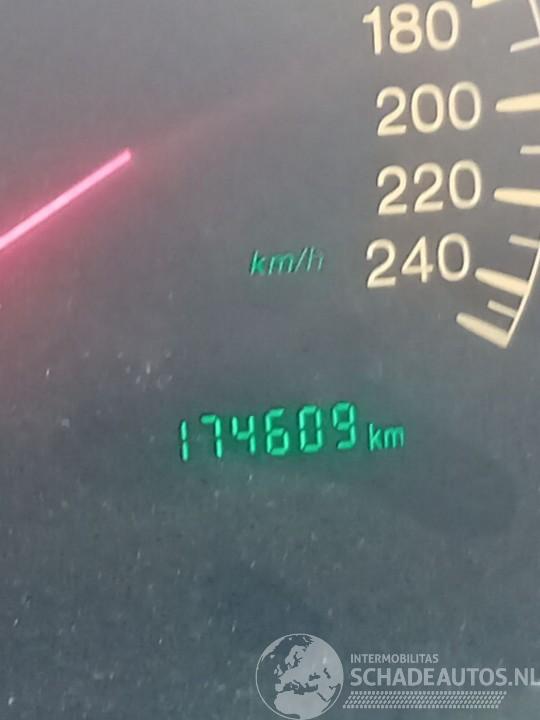 180
200
220
km/h 240
174609 km
INTERMOBILITAS
SCHADEAUTOS.NL